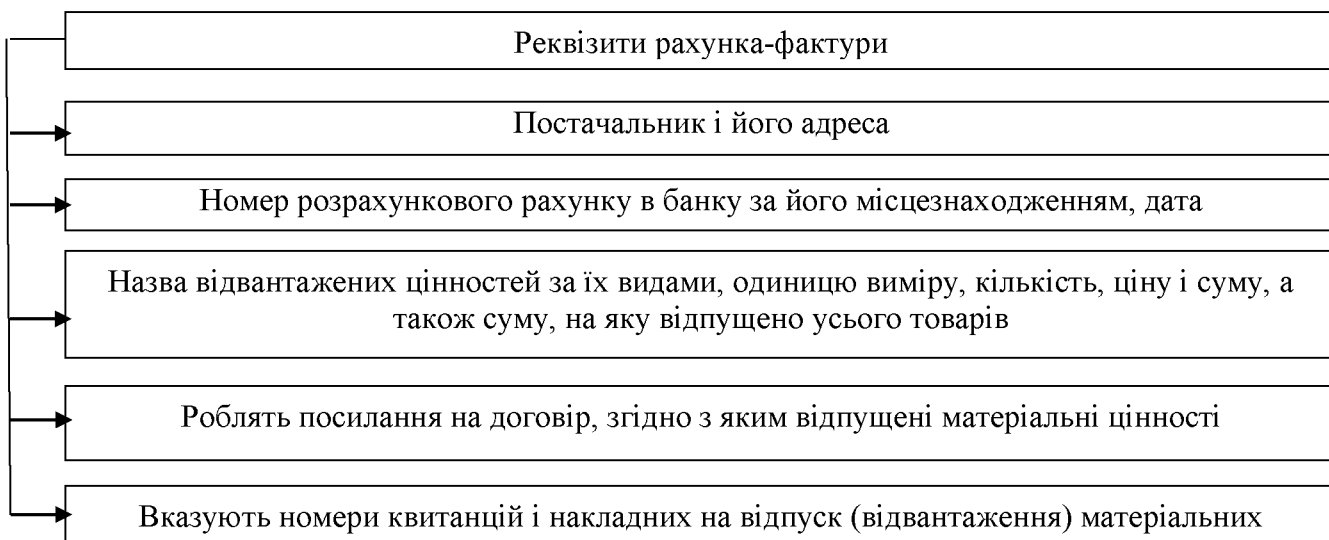 Реквізити рахунка-фактури
Постачальник і його адреса
Номер розрахункового рахунку в банку за його місцезнаходженням, дата
Назва відвантажених цінностей за їх видами, одиницю виміру, кількість, ціну і суму, а
також суму, на яку відпущено усього товарів
Роблять посилання на договір, згідно з яким відпущені матеріальні цінності
Вказують номери квитанцій і накладних на відпуск (відвантаження) матеріальних